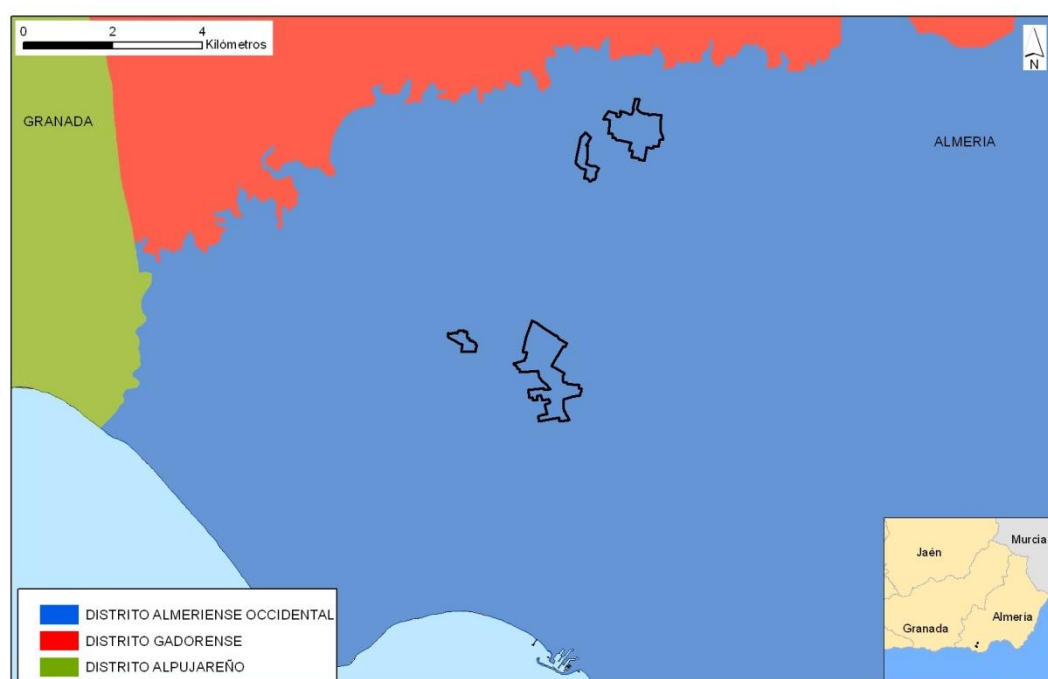 0 2 4
Kilómetros
N
GRANADA
ALMERIA
DISTRITO ALMERIENSE OCCIDENTAL
DISTRITO GADORENSE
DISTRITO ALPUJAREÑO
Jaén
Murcia
Almería
Granada